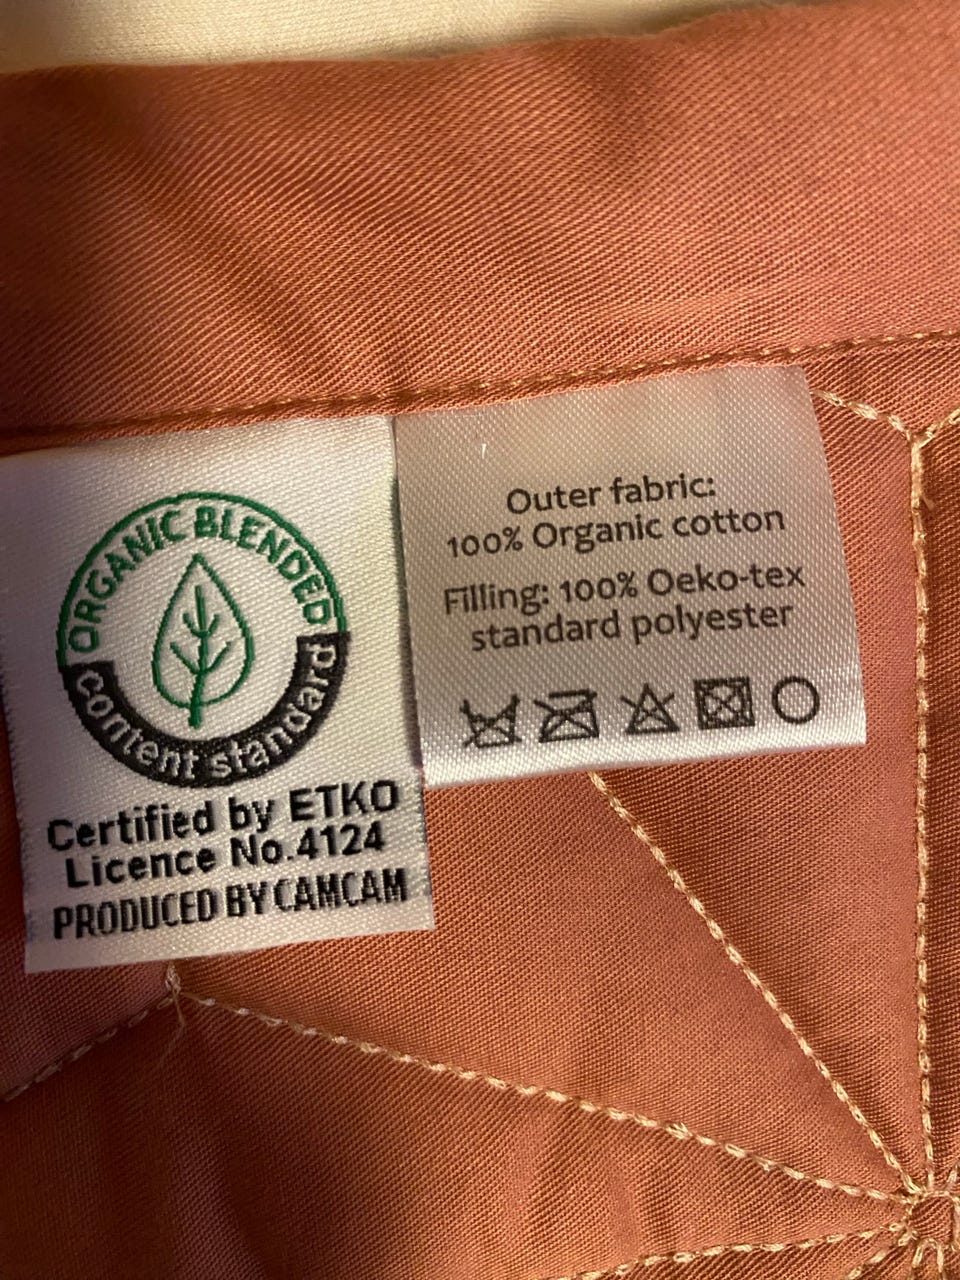 ORGANIC BLENDED
content standard
Certified by ETKO
Licence No.4124
PRODUCED BY CAMCAM
Outer fabric:
100% Organic cotton
Filling: 100% Oeko-tex
standard polyester